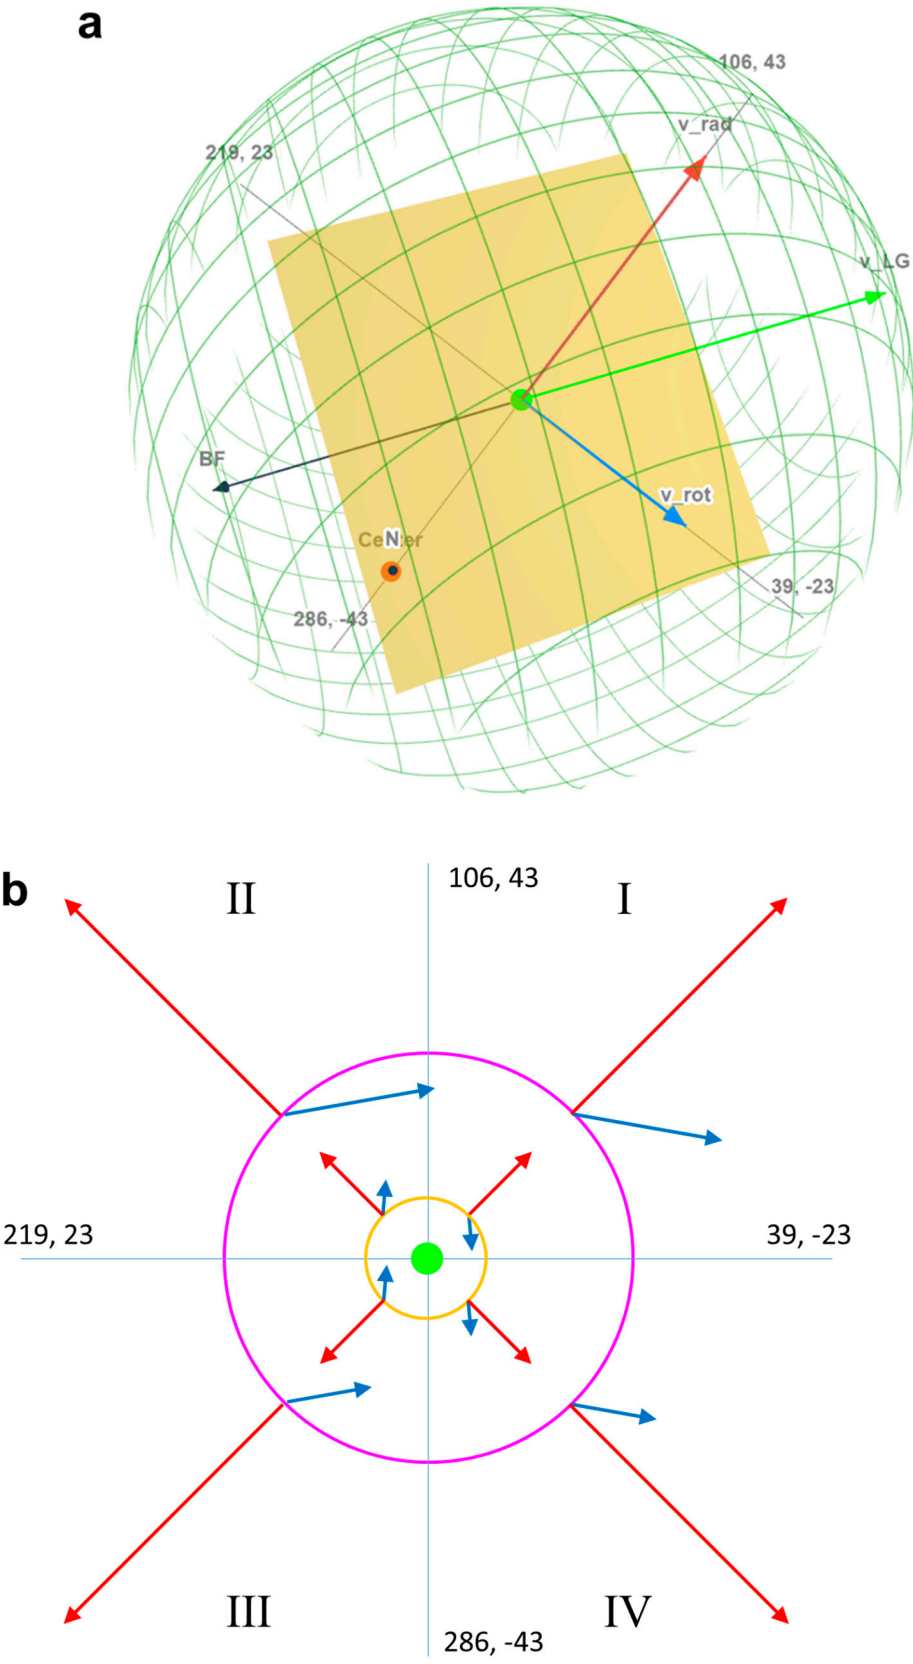 a
106, 43
v_rad
219, 23
v_LG
BF
v_rot
Center
N
39, -23
286, -43
b
106, 43
II
I
219, 23
39, -23
III
IV
286, -43